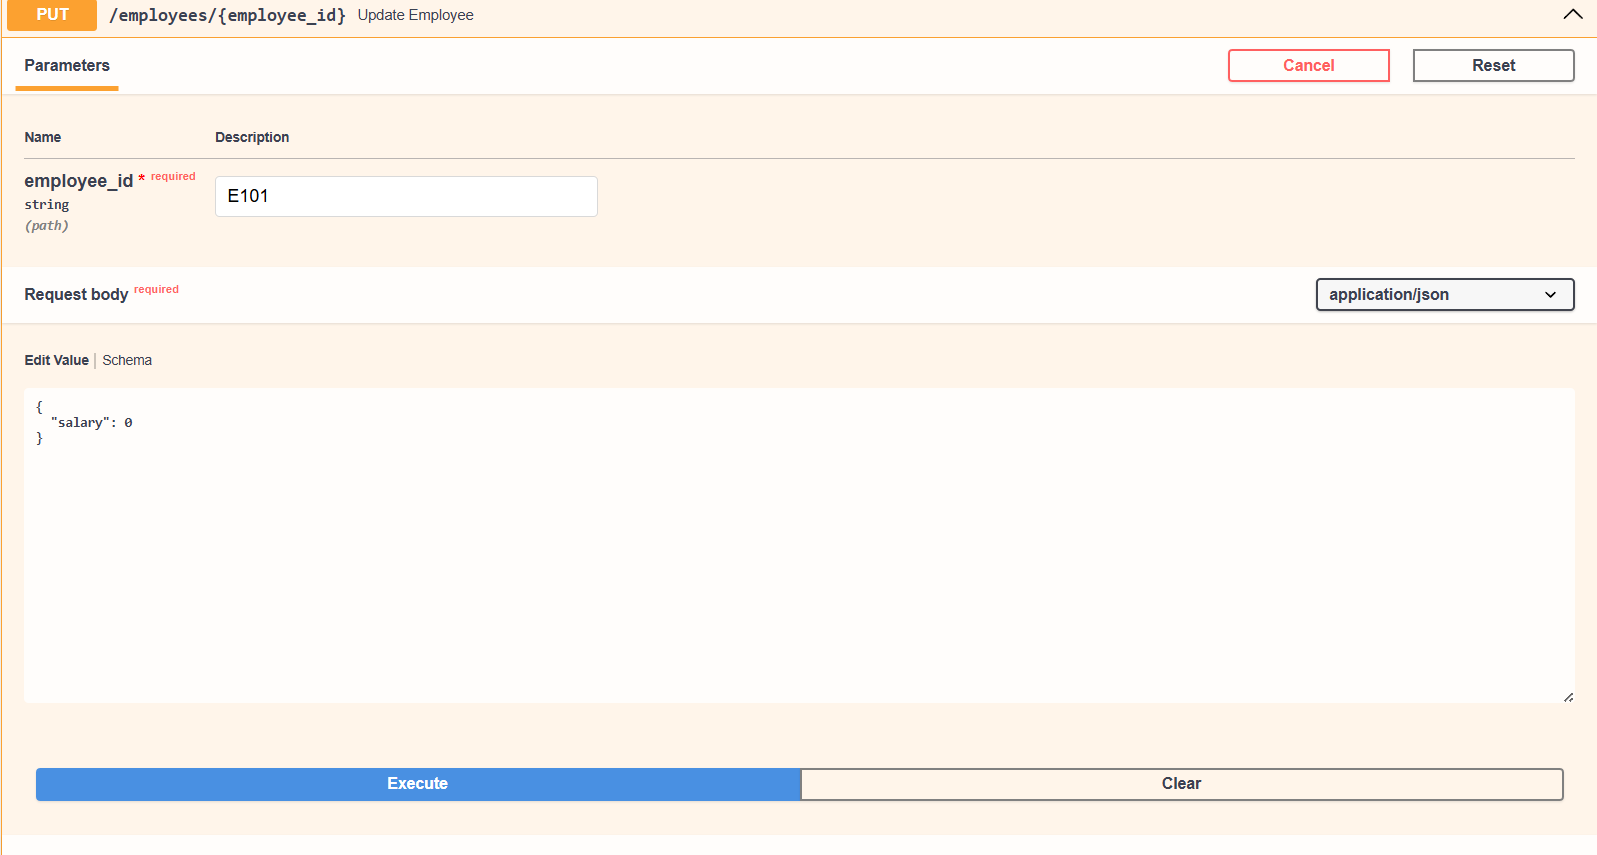 PUT /employees/{employee_id} Update Employee
Parameters
Cancel
Reset
Name Description
employee_id * required
string
(path)
E101
Request body required
application/json
Edit Value | Schema
{
  "salary": 0
}
Execute
Clear